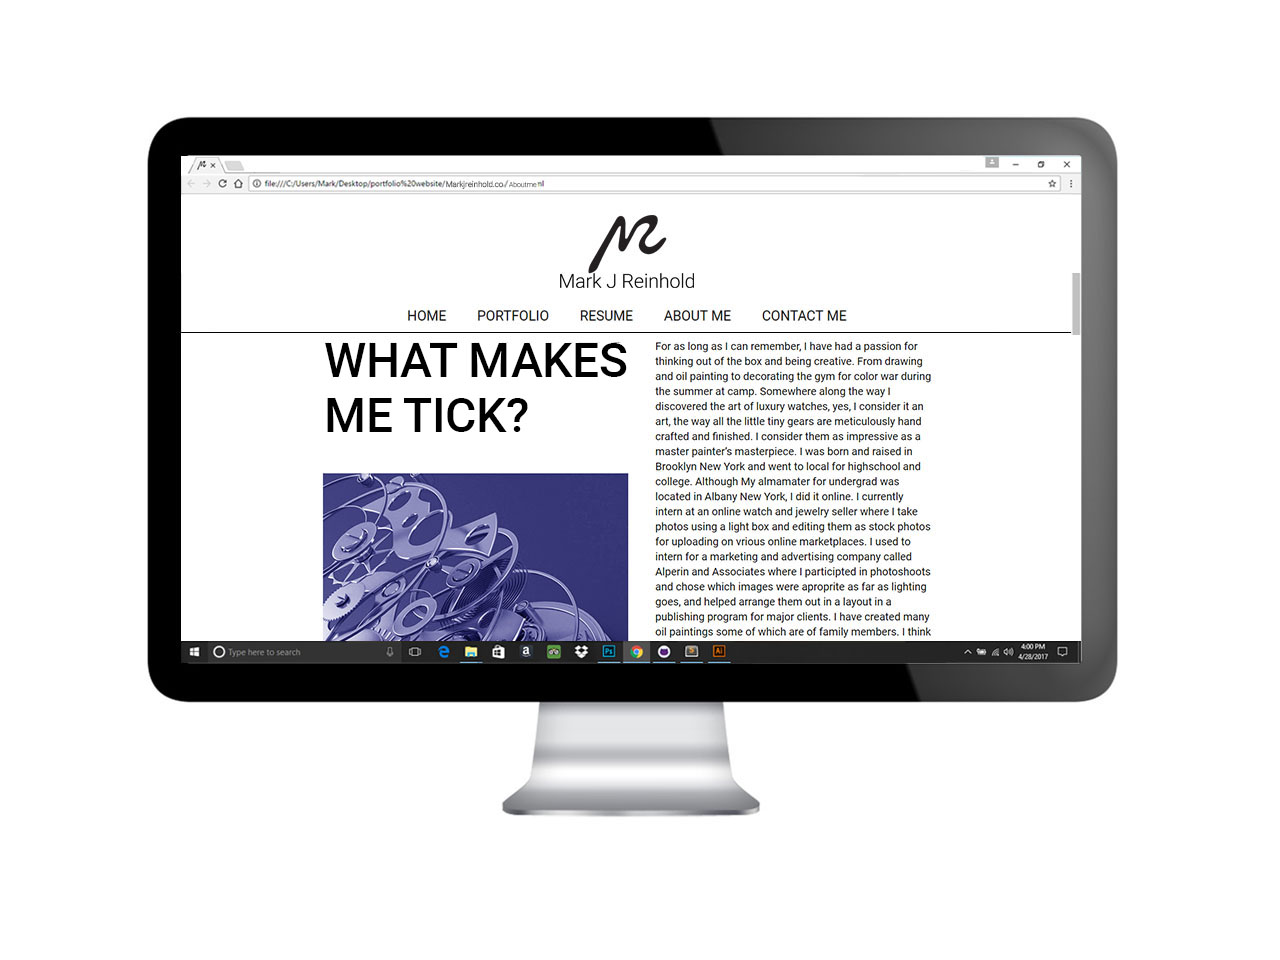 file:///C:/Users/Mark/Desktop/portfolio%20website/Markjreinhold.co/Aboutme nl
Mark J Reinhold
HOME PORTFOLIO RESUME ABOUT ME CONTACT ME
WHAT MAKES
ME TICK?
For as long as I can remember, I have had a passion for
thinking out of the box and being creative. From drawing
and oil painting to decorating the gym for color war during
the summer at camp. Somewhere along the way I
discovered the art of luxury watches, yes, I consider it an
art, the way all the little tiny gears are meticulously hand
crafted and finished. I consider them as impressive as a
master painter’s masterpiece. I was born and raised in
Brooklyn New York and went to local for highschool and
college. Although My almamater for undergrad was
located in Albany New York, I did it online. I currently
intern at an online watch and jewelry seller where I take
photos using a light box and editing them as stock photos
for uploading on vrious online marketplaces. I used to
intern for a marketing and advertising company called
Alperin and Associates where I participted in photoshoots
and chose which images were aproprite as far as lighting
goes, and helped arrange them out in a layout in a
publishing program for major clients. I have created many
oil paintings some of which are of family members. I think
Type here to search
a
Ps
S
Ai
4:00 PM
4/28/2017